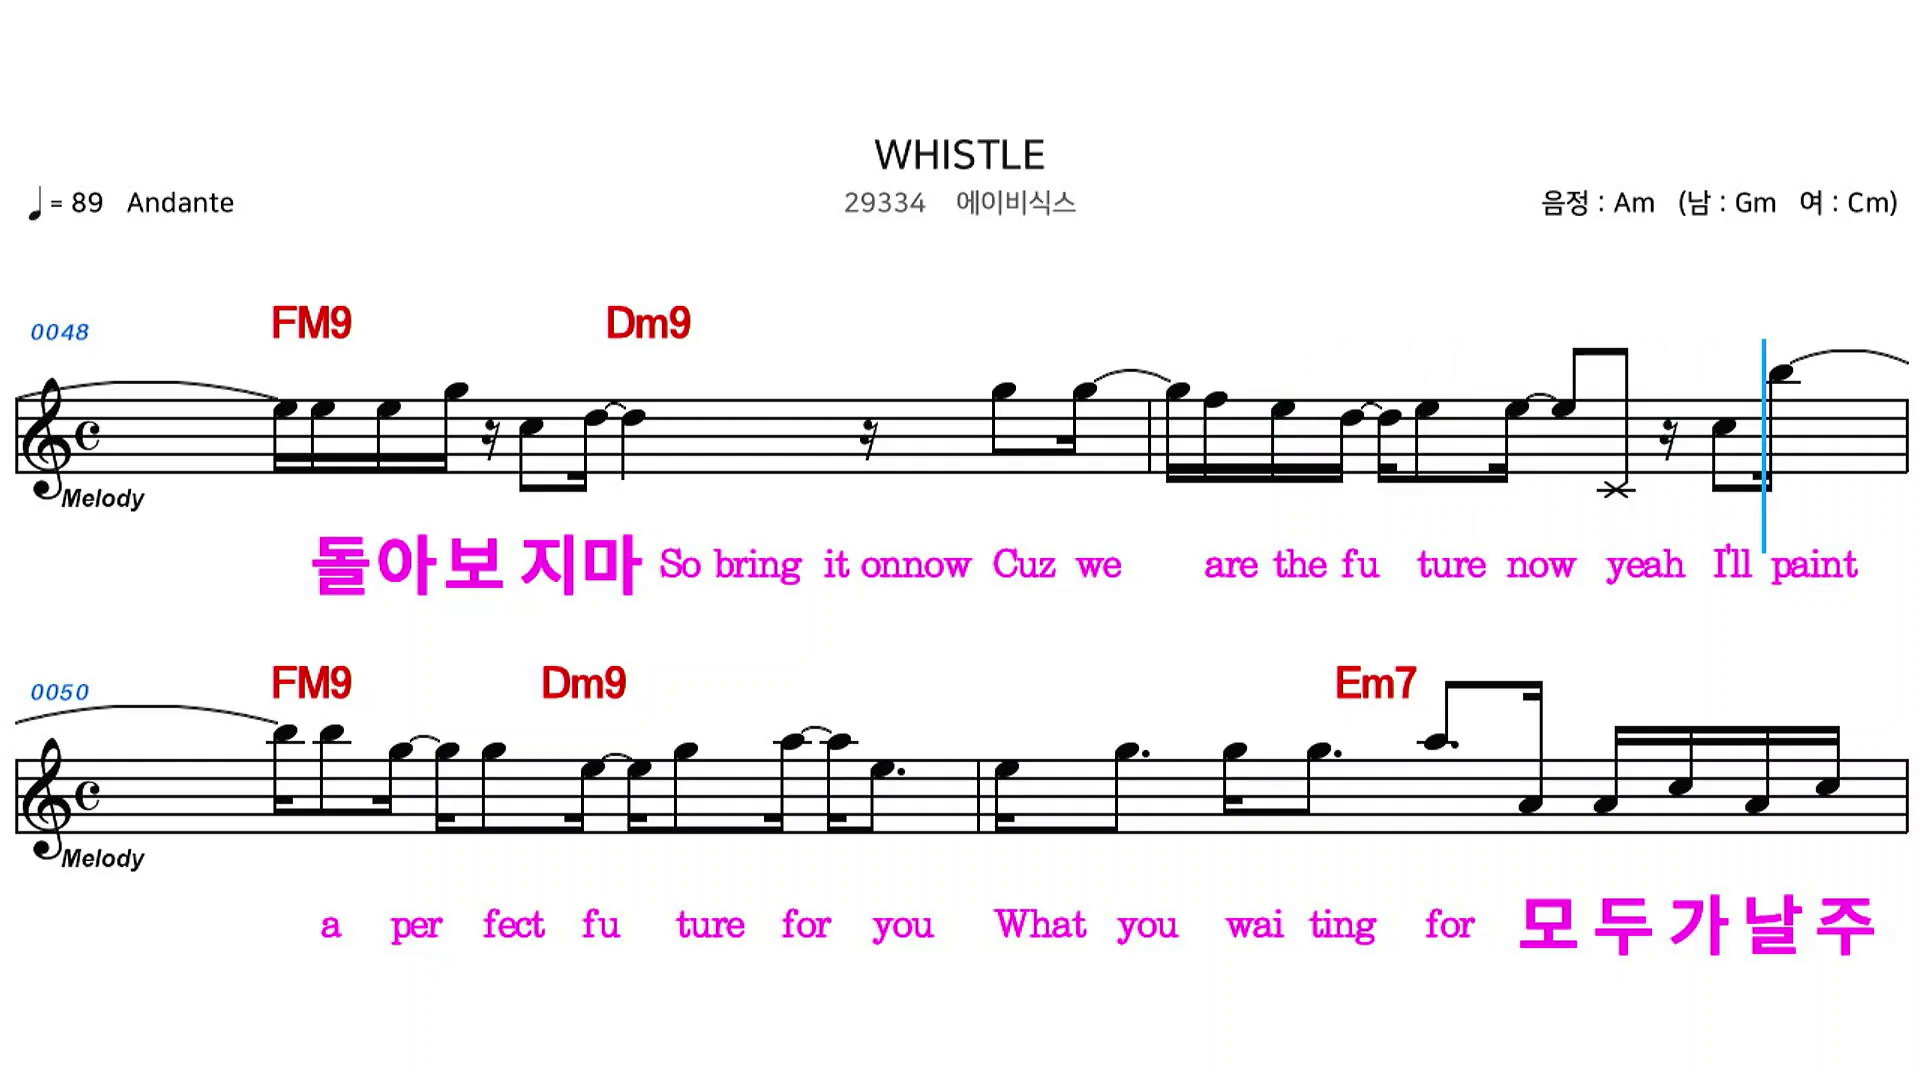 WHISTLE
♩= 89 Andante
29334 에이비식스
음정 : Am (남 : Gm 여 : Cm)
0048 FM9 Dm9
Melody
돌아보 지마 So bring it onnow Cuz we are the fu ture now yeah I'll paint
0050 FM9 Dm9 Em7
Melody
a per fect fu ture for you What you wai ting for 모두가날주